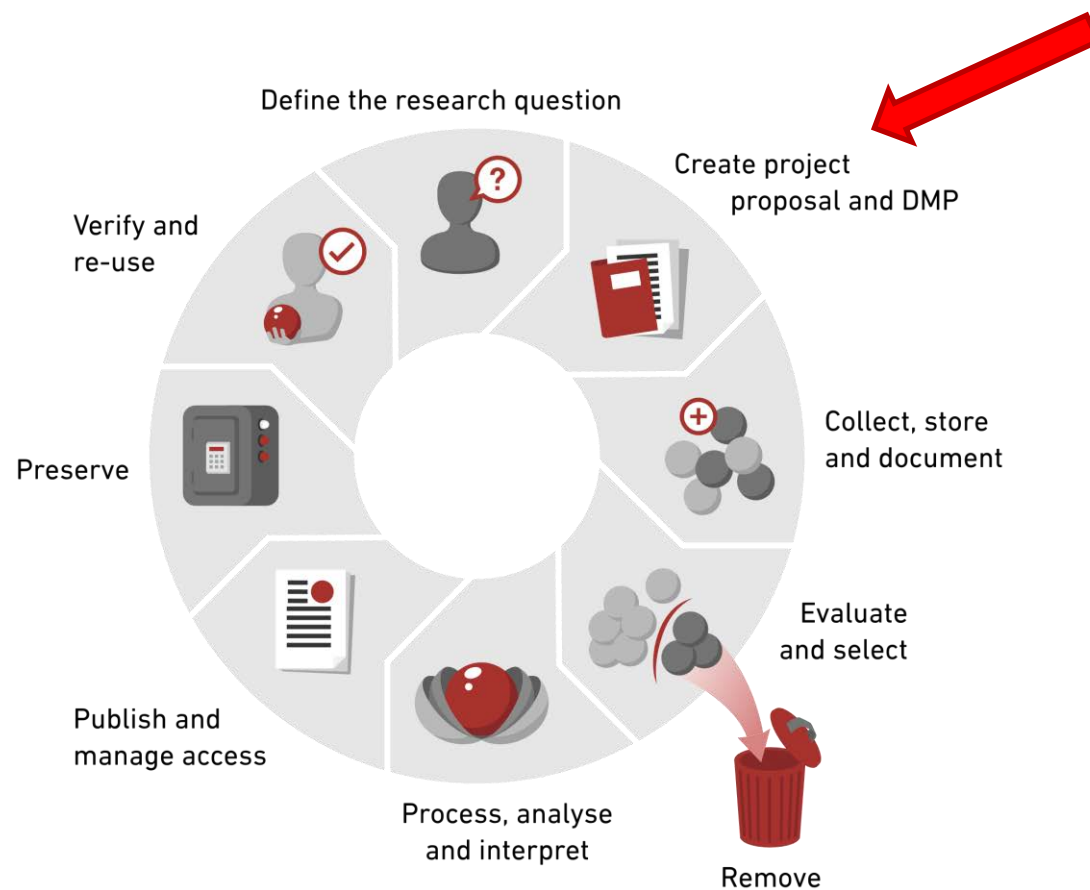 Define the research question
Create project
proposal and DMP
Collect, store
and document
Evaluate
and select
Remove
Process, analyse
and interpret
Publish and
manage access
Preserve
Verify and
re-use
?